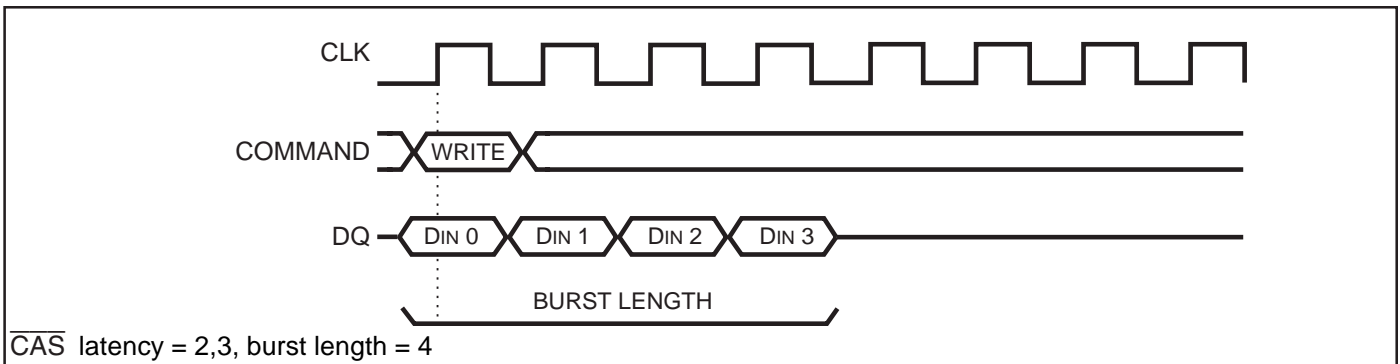 CLK
COMMAND WRITE
DQ DIN 0 DIN 1 DIN 2 DIN 3
BURST LENGTH
CAS latency = 2,3, burst length = 4